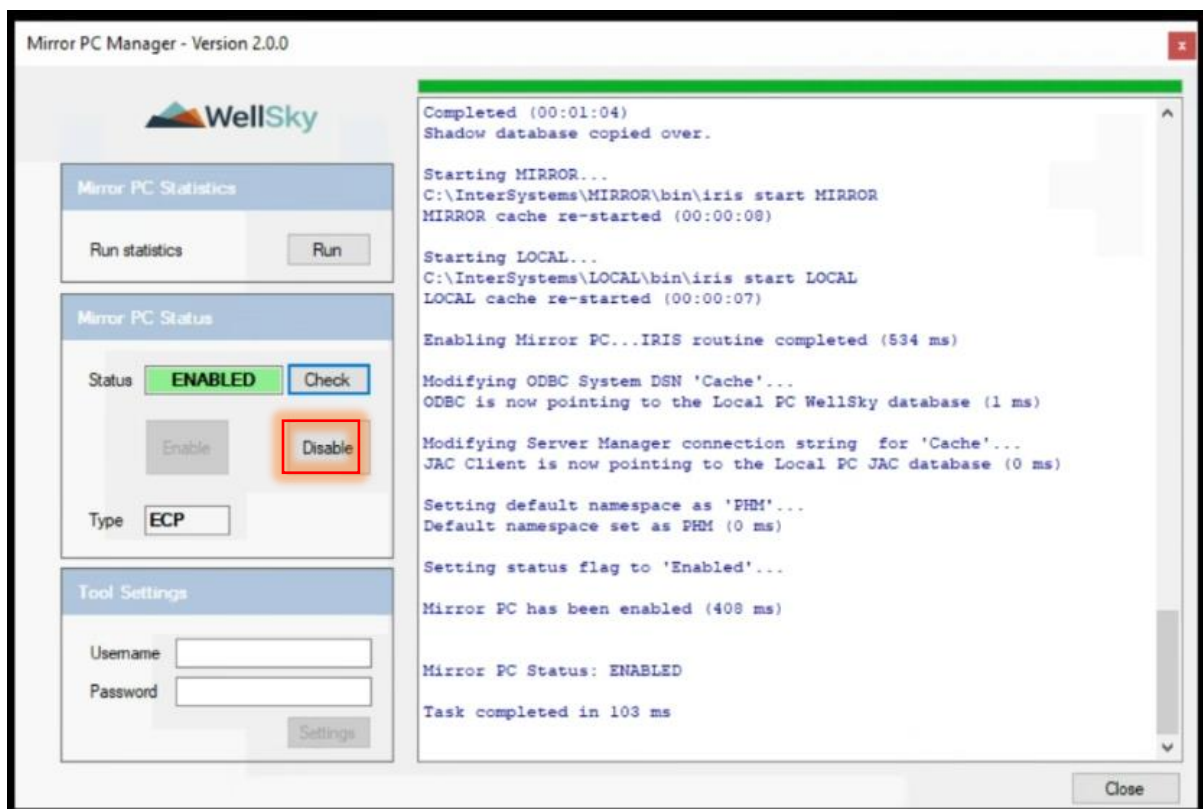 Mirror PC Manager - Version 2.0.0
x
WellSky
Mirror PC Statistics
Run statistics
Run
Mirror PC Status
Status
ENABLED
Check
Enable
Disable
Type
ECP
Tool Settings
Username
Password
Settings
Completed (00:01:04)
Shadow database copied over.
Starting MIRROR...
C:\InterSystems\MIRROR\bin\iris start MIRROR
MIRROR cache re-started (00:00:08)
Starting LOCAL...
C:\InterSystems\LOCAL\bin\iris start LOCAL
LOCAL cache re-started (00:00:07)
Enabling Mirror PC...IRIS routine completed (534 ms)
Modifying ODBC System DSN 'Cache'...
ODBC is now pointing to the Local PC WellSky database (1 ms)
Modifying Server Manager connection string  for 'Cache'...
JAC Client is now pointing to the Local PC JAC database (0 ms)
Setting default namespace as 'PHM'...
Default namespace set as PHM (0 ms)
Setting status flag to 'Enabled'...
Mirror PC has been enabled (408 ms)
Mirror PC Status: ENABLED
Task completed in 103 ms
Close